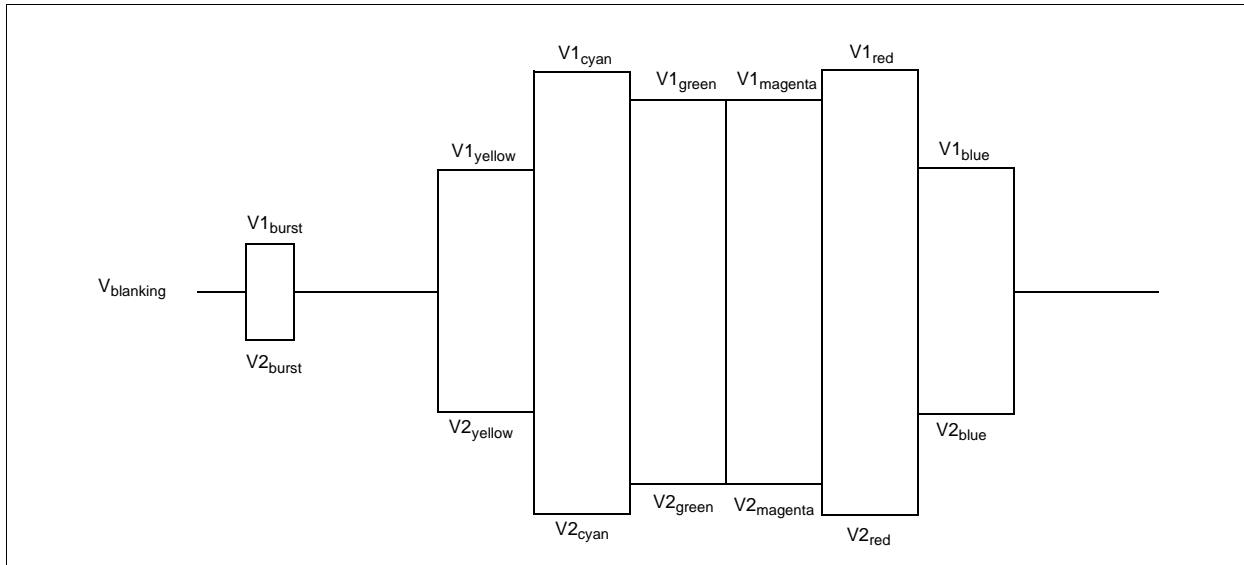 V1cyan
V1red
V1green
V1magenta
V1yellow
V1blue
V1burst
Vblanking
V2burst
V2yellow
V2blue
V2green
V2magenta
V2cyan
V2red